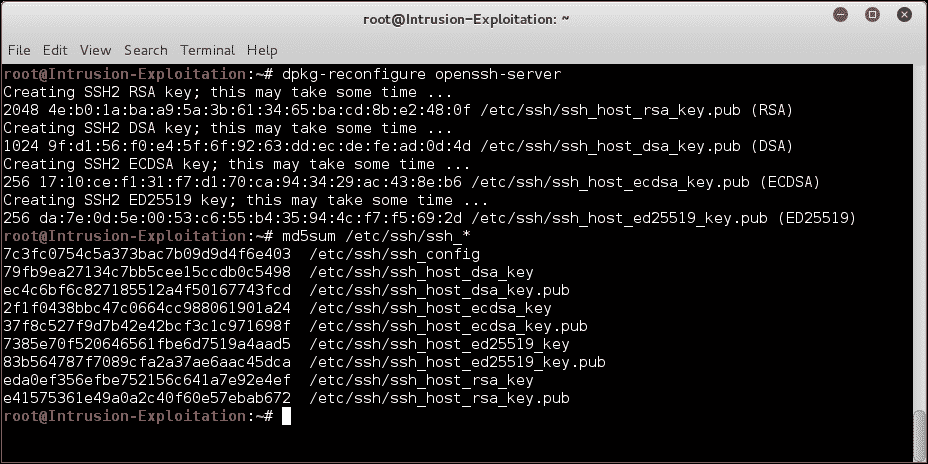 root@Intrusion-Exploitation: ~
File Edit View Search Terminal Help
root@Intrusion-Exploitation:~# dpkg-reconfigure openssh-server
Creating SSH2 RSA key; this may take some time ...
2048 4e:b0:1a:ba:a9:5a:3b:61:34:65:ba:cd:8b:e2:48:0f /etc/ssh/ssh_host_rsa_key.pub (RSA)
Creating SSH2 DSA key; this may take some time ...
1024 9f:d1:56:f0:e4:5f:6f:92:63:dd:ec:de:fe:ad:0d:4d /etc/ssh/ssh_host_dsa_key.pub (DSA)
Creating SSH2 ECDSA key; this may take some time ...
256 17:10:ce:f1:31:f7:d1:70:ca:94:34:29:ac:43:8e:b6 /etc/ssh/ssh_host_ecdsa_key.pub (ECDSA)
Creating SSH2 ED25519 key; this may take some time ...
256 da:7e:0d:5e:00:53:c6:55:b4:35:94:4c:f7:f5:69:2d /etc/ssh/ssh_host_ed25519_key.pub (ED25519)
root@Intrusion-Exploitation:~# md5sum /etc/ssh/ssh_*
7c3fc0754c5a373bac7b09d9d4f6e403  /etc/ssh/ssh_config
79fb9ea27134c7bb5cee15ccdb0c5498  /etc/ssh/ssh_host_dsa_key
ec4c6bf6c827185512a4f50167743fcd  /etc/ssh/ssh_host_dsa_key.pub
2f1f0438bbc47c0664cc988061901a24  /etc/ssh/ssh_host_ecdsa_key
37f8c527f9d7b42e42bcf3c1c971698f  /etc/ssh/ssh_host_ecdsa_key.pub
7385e70f520646561fbe6d7519a4aad5  /etc/ssh/ssh_host_ed25519_key
83b564787f7089cfa2a37ae6aac45dca  /etc/ssh/ssh_host_ed25519_key.pub
eda0ef356efbe752156c641a7e92e4ef  /etc/ssh/ssh_host_rsa_key
e41575361e49a0a2c40f60e57ebab672  /etc/ssh/ssh_host_rsa_key.pub
root@Intrusion-Exploitation:~#